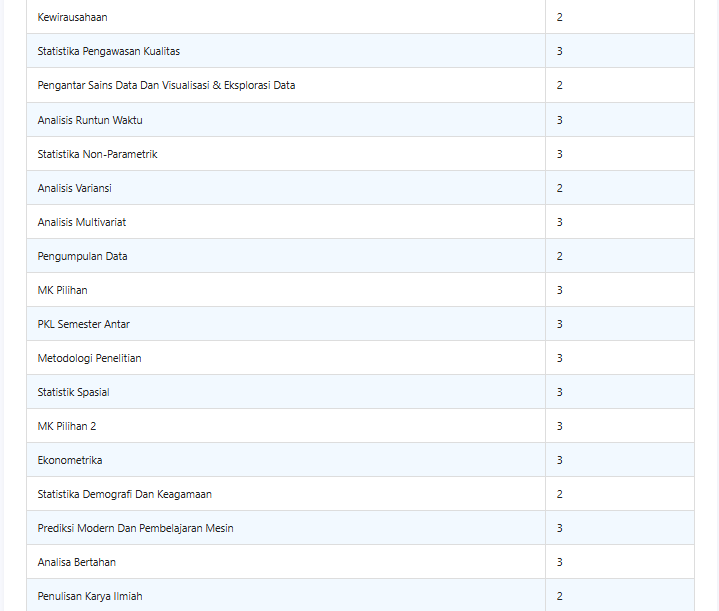 Kewirausahaan 2
Statistika Pengawasan Kualitas 3
Pengantar Sains Data Dan Visualisasi & Eksplorasi Data 2
Analisis Runtun Waktu 3
Statistika Non-Parametrik 3
Analisis Variansi 2
Analisis Multivariat 3
Pengumpulan Data 2
MK Pilihan 3
PKL Semester Antar 3
Metodologi Penelitian 3
Statistik Spasial 3
MK Pilihan 2 3
Ekonometrika 3
Statistika Demografi Dan Keagamaan 2
Prediksi Modern Dan Pembelajaran Mesin 3
Analisa Bertahan 3
Penulisan Karya Ilmiah 2